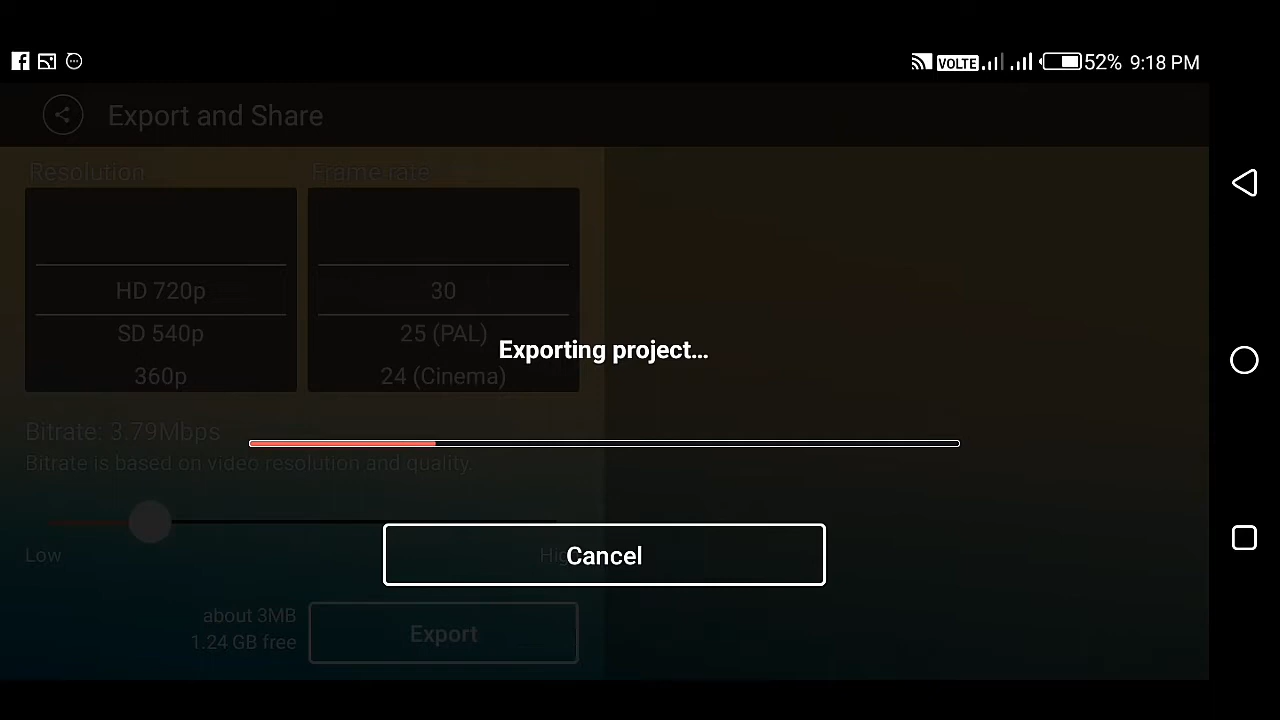 VOLTE 52% 9:18 PM
Export and Share
Resolution Frame rate
HD 720p 30
SD 540p 25 (PAL)
360p 24 (Cinema)
Exporting project...
Bitrate: 3.79Mbps
Bitrate is based on video resolution and quality.
Low
Cancel
about 3MB
1.24 GB free
Export